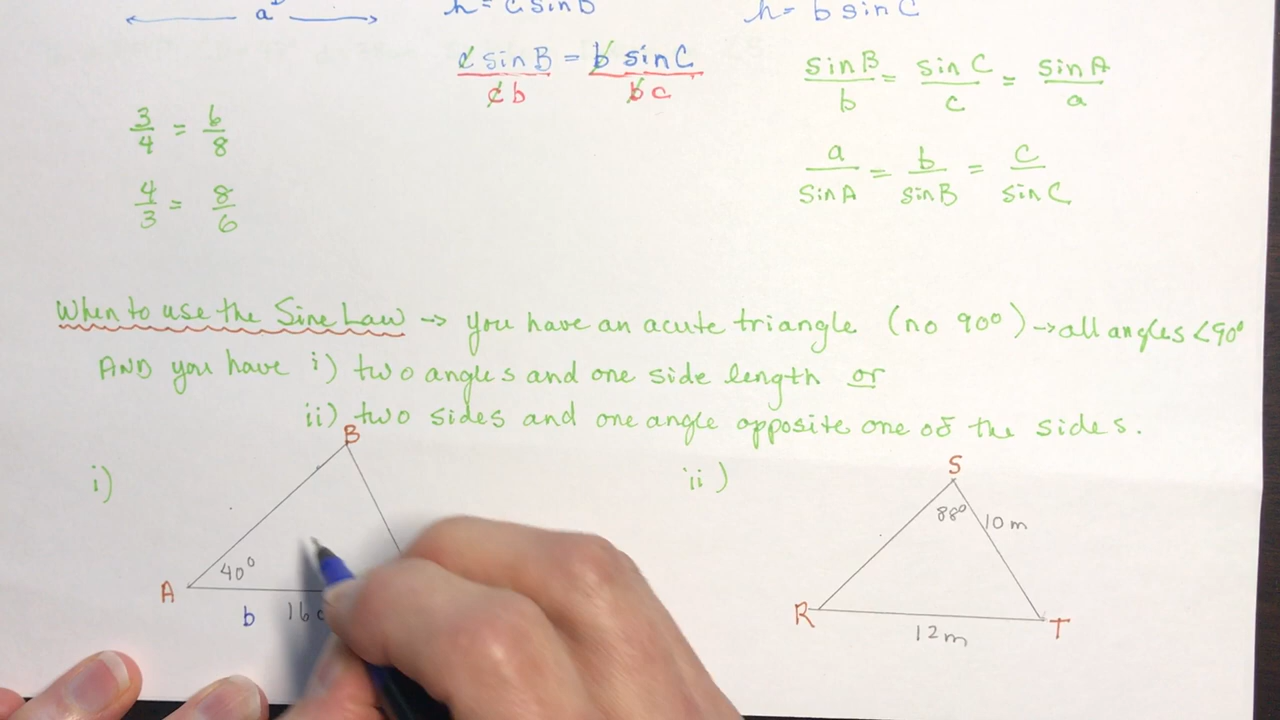 a
h = c sin B
h = b sin C
c sin B = b sin C
c b b c
sin B = sin C = sin A
b c a
3/4 = 6/8
a/sin A = b/sin B = c/sin C
4/3 = 8/6
When to use the Sine Law → you have an acute triangle (no 90°) → all angles < 90°
AND you have i) two angles and one side length or
ii) two sides and one angle opposite one of the sides.
B
i)
ii)
S
88°
10 m
40°
A
b 16
R
T
12 m